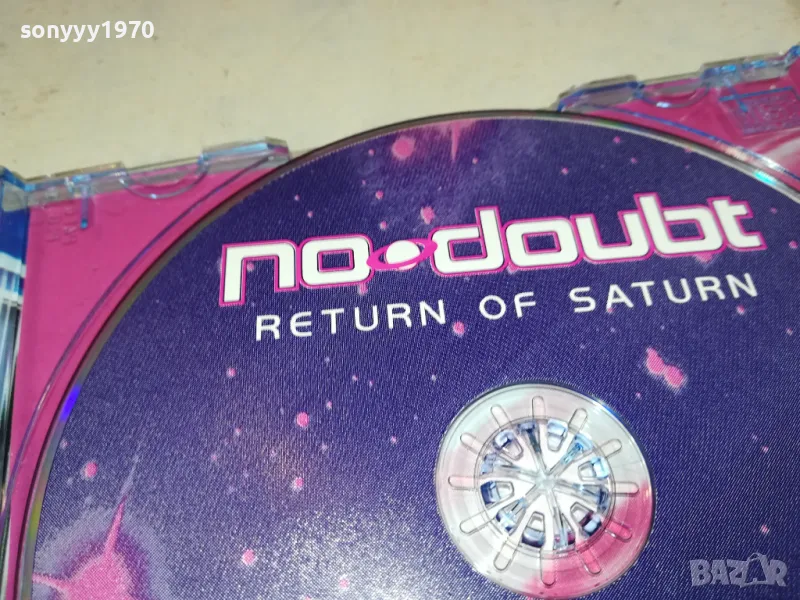 sonyyy1970
no doubt
RETURN OF SATURN
BAZAR